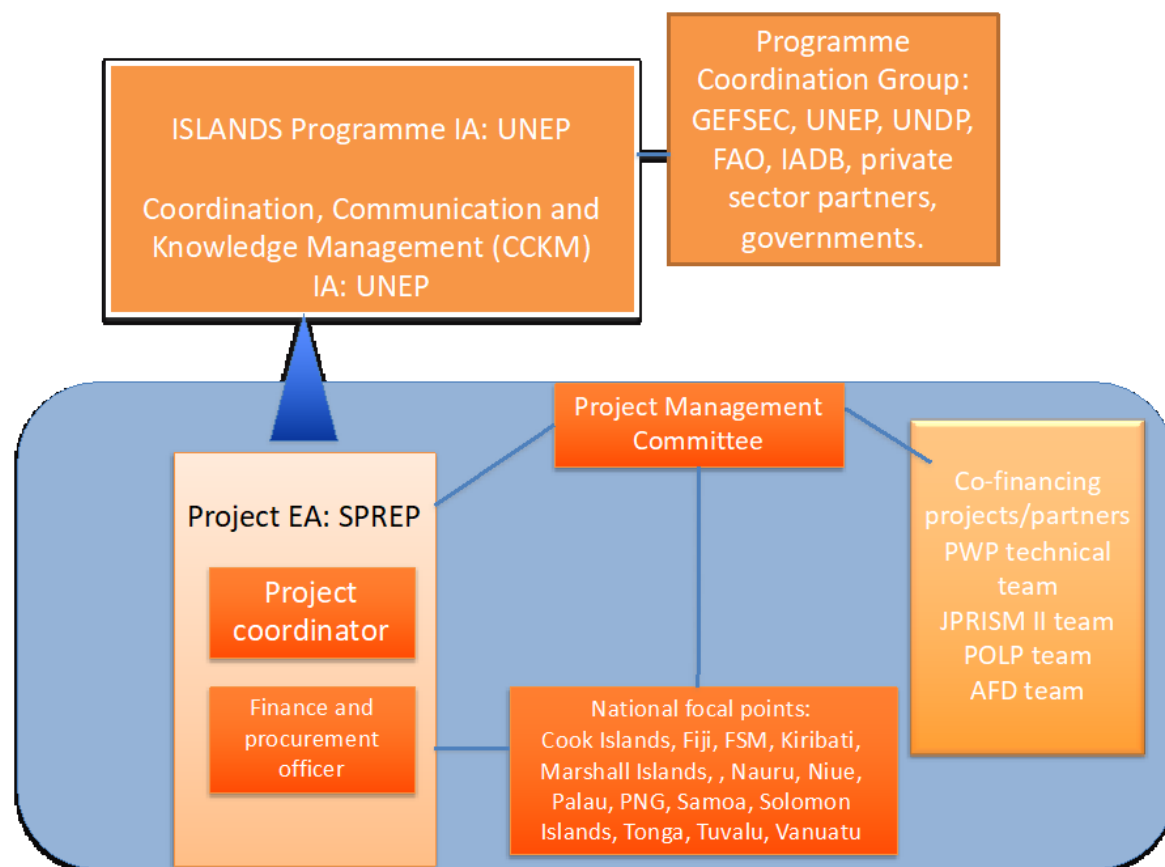 ISLANDS Programme IA: UNEP
Coordination, Communication and
Knowledge Management (CCKM)
IA: UNEP
Programme
Coordination Group:
GEFSEC, UNEP, UNDP,
FAO, IADB, private
sector partners,
governments.
Project Management
Committee
Project EA: SPREP
Project
coordinator
Finance and
procurement
officer
National focal points:
Cook Islands, Fiji, FSM, Kiribati,
Marshall Islands, , Nauru, Niue,
Palau, PNG, Samoa, Solomon
Islands, Tonga, Tuvalu, Vanuatu
Co-financing
projects/partners
PWP technical
team
JPRISM II team
POLP team
AFD team